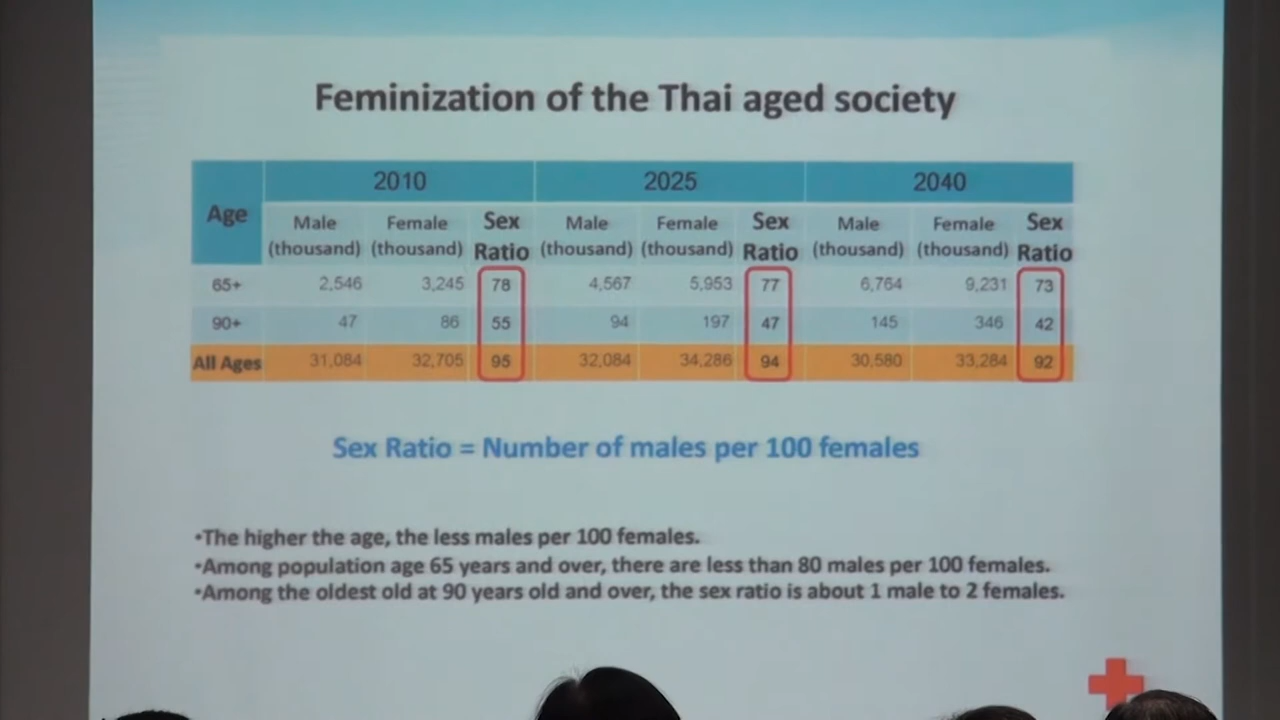 Feminization of the Thai aged society
Age 2010 2025 2040
Male (thousand) Female (thousand) Sex Ratio Male (thousand) Female (thousand) Sex Ratio Male (thousand) Female (thousand) Sex Ratio
65+ 2,546 3,245 78 4,567 5,953 77 6,764 9,231 73
90+ 47 86 55 94 197 47 145 346 42
All Ages 31,084 32,705 95 32,084 34,286 94 30,580 33,284 92
Sex Ratio = Number of males per 100 females
•The higher the age, the less males per 100 females.
•Among population age 65 years and over, there are less than 80 males per 100 females.
•Among the oldest old at 90 years old and over, the sex ratio is about 1 male to 2 females.